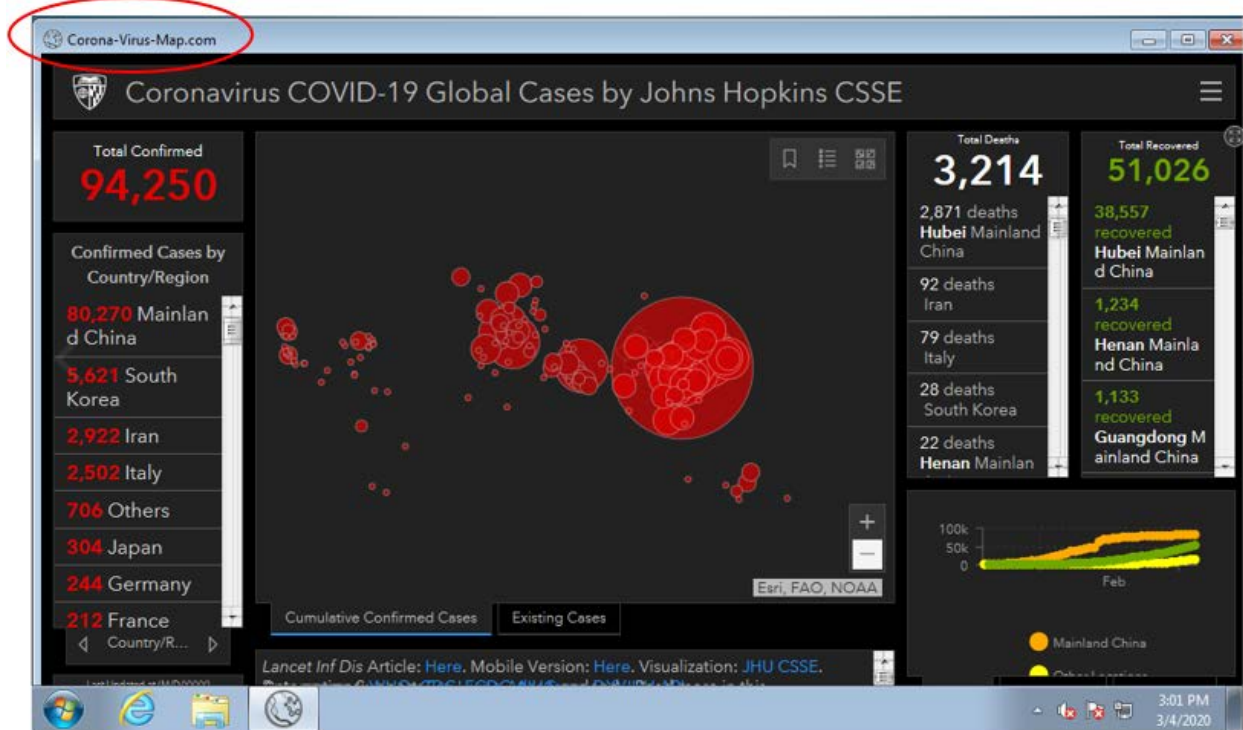 Corona-Virus-Map.com
Coronavirus COVID-19 Global Cases by Johns Hopkins CSSE
Total Confirmed
94,250
Confirmed Cases by
Country/Region
80,270 Mainlan
d China
5,621 South
Korea
2,922 Iran
2,502 Italy
706 Others
304 Japan
244 Germany
212 France
Country/R...
Esri, FAO, NOAA
Cumulative Confirmed Cases
Existing Cases
Lancet Inf Dis Article: Here. Mobile Version: Here. Visualization: JHU CSSE.
Total Deaths
3,214
2,871 deaths
Hubei Mainland
China
92 deaths
Iran
79 deaths
Italy
28 deaths
South Korea
22 deaths
Henan Mainlan
Total Recovered
51,026
38,557
recovered
Hubei Mainlan
d China
1,234
recovered
Henan Mainla
nd China
1,133
recovered
Guangdong M
ainland China
100k
50k
0
Feb
Mainland China
3:01 PM
3/4/2020